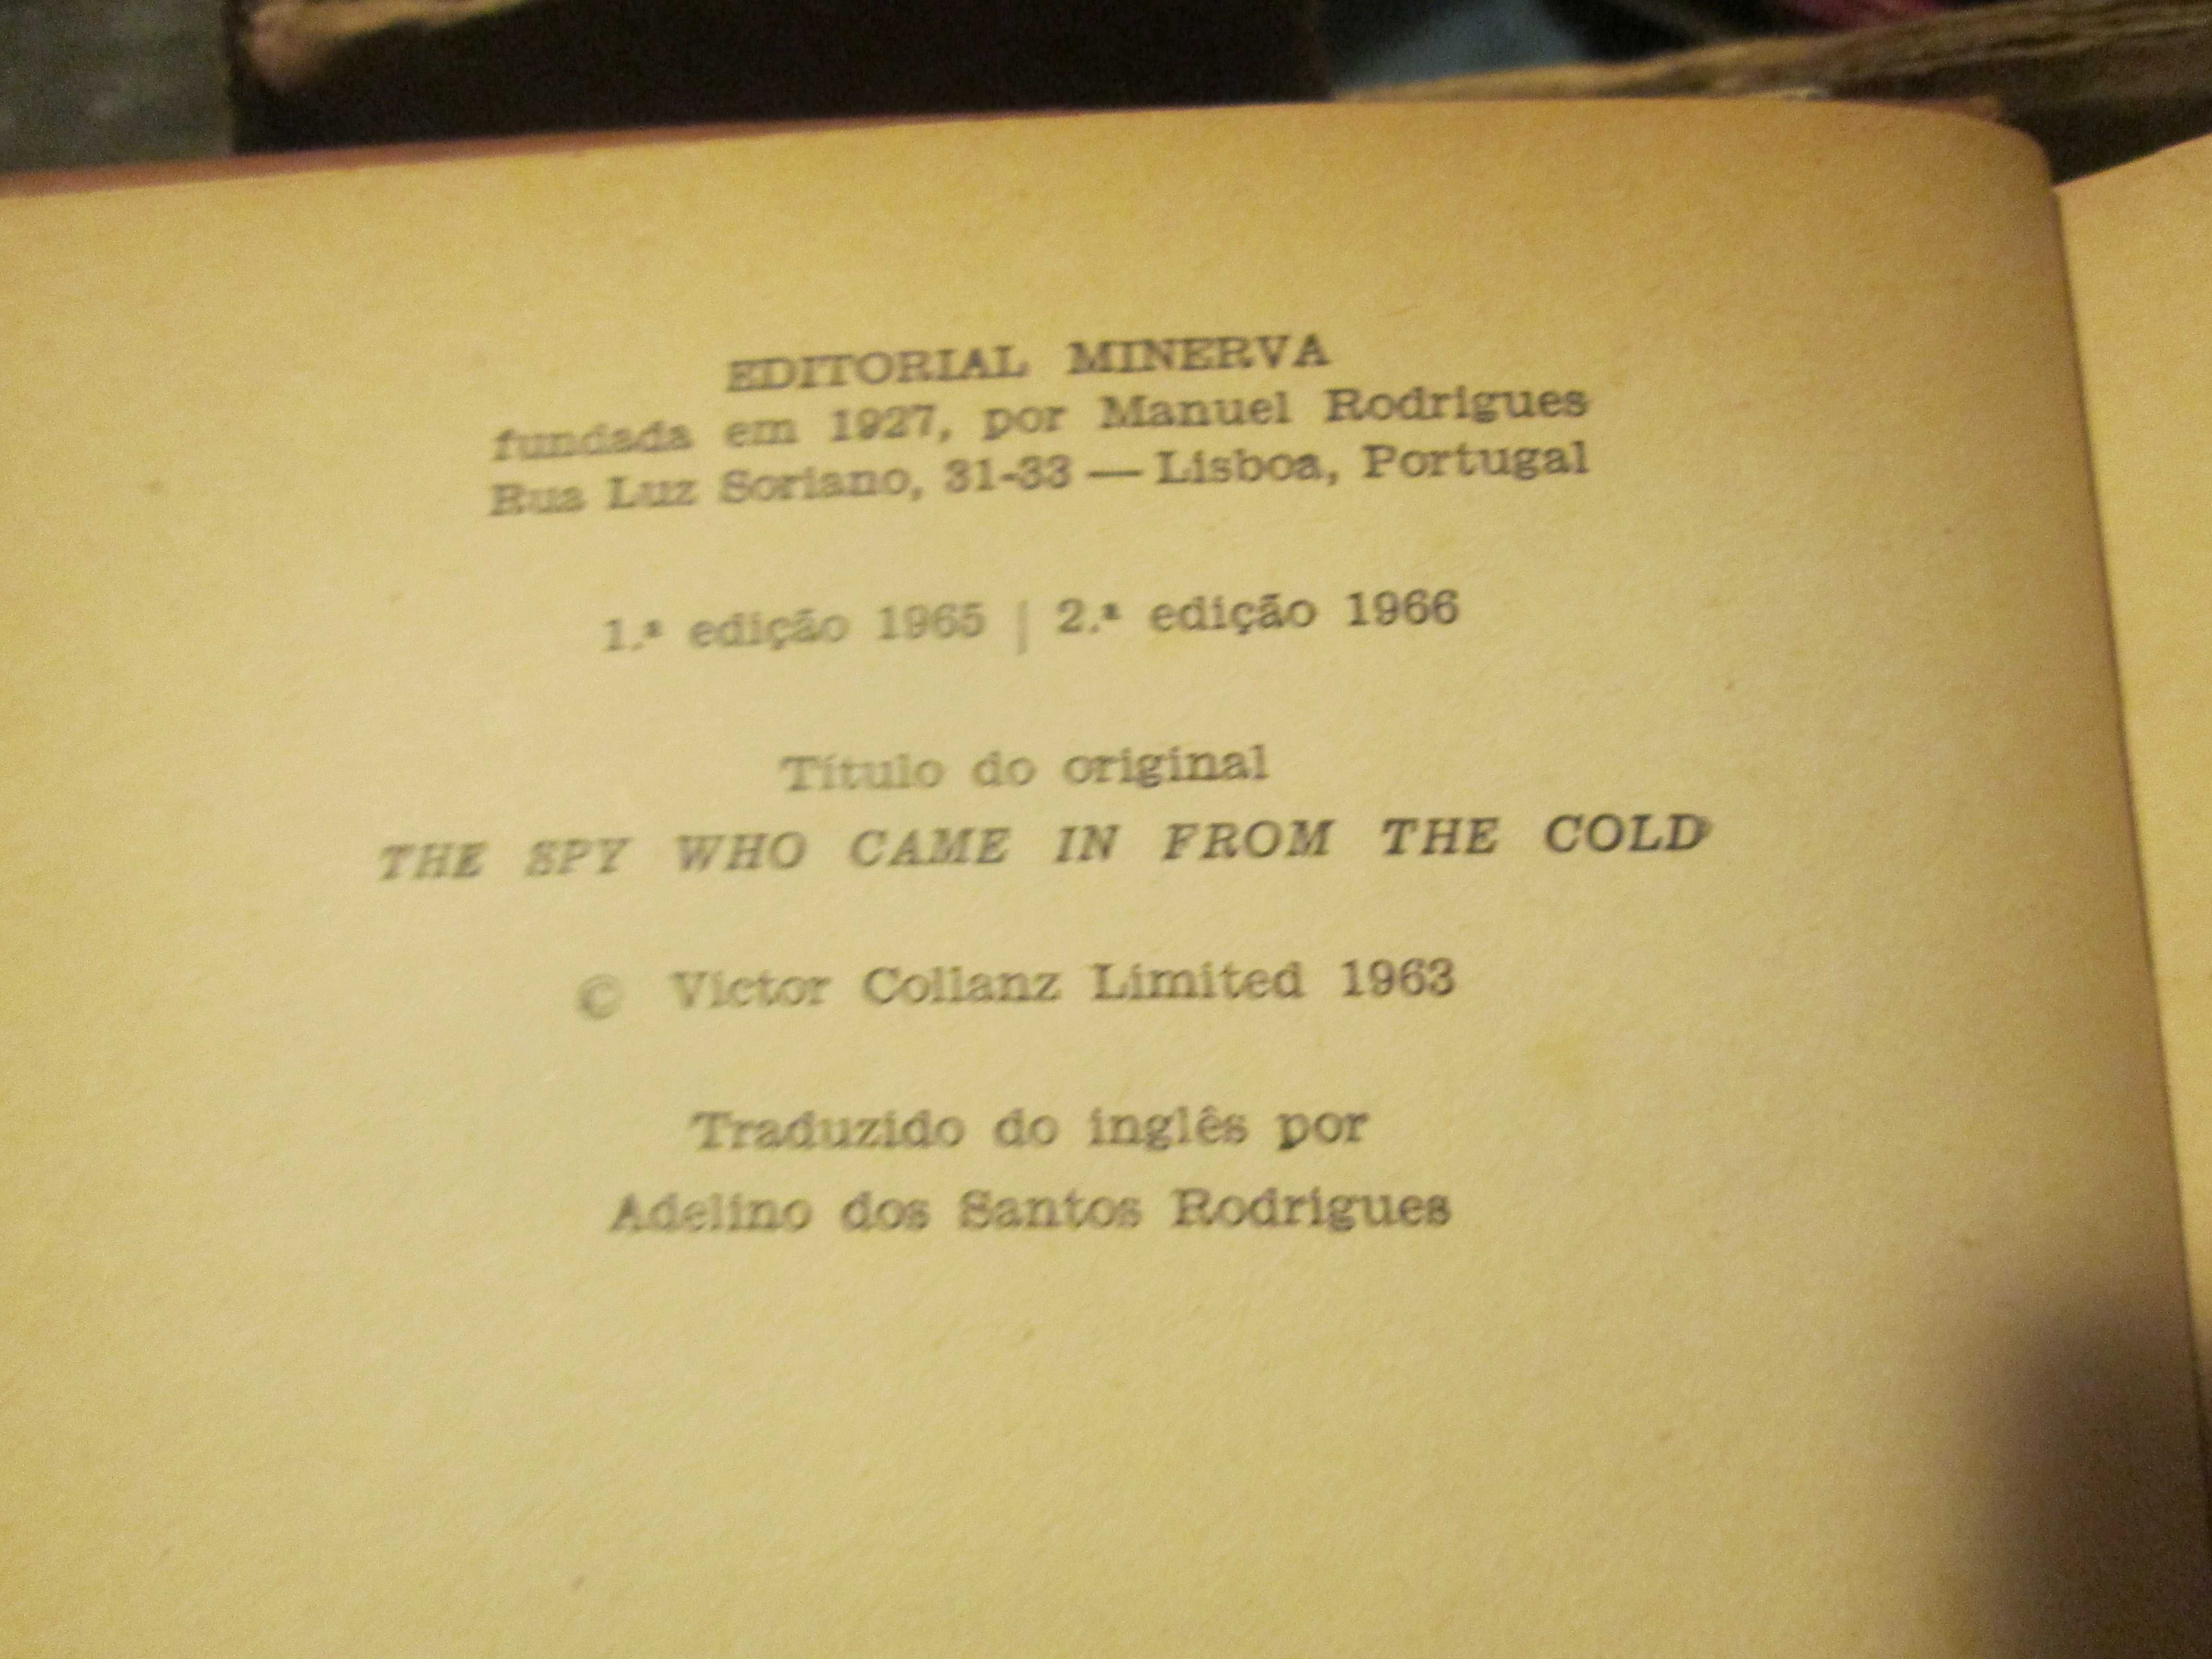 EDITORIAL MINERVA
fundada em 1927, por Manuel Rodrigues
Rua Luz Soriano, 31-33 — Lisboa, Portugal
1.ª edição 1965 | 2.ª edição 1966
Título do original
THE SPY WHO CAME IN FROM THE COLD
© Victor Collanz Limited 1963
Traduzido do inglês por
Adelino dos Santos Rodrigues